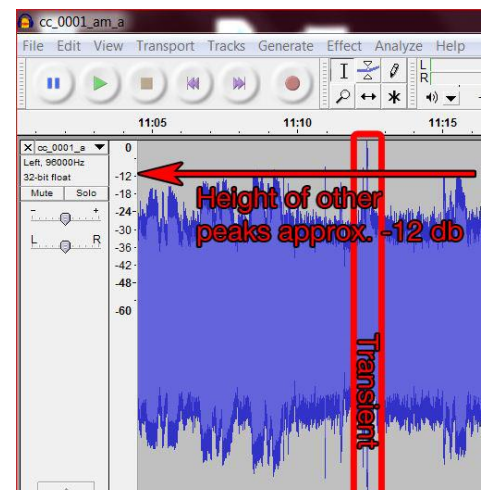 cc_0001_am_a
File Edit View Transport Tracks Generate Effect Analyze Help
L
R
11:05 11:10 11:15
X cc_0001_a
Left, 96000Hz
32-bit float
Mute Solo
- +
L R
0
-12
-18
-24
-30
-36
-42
-48
-60
Height of other
peaks approx. -12 db
Transient